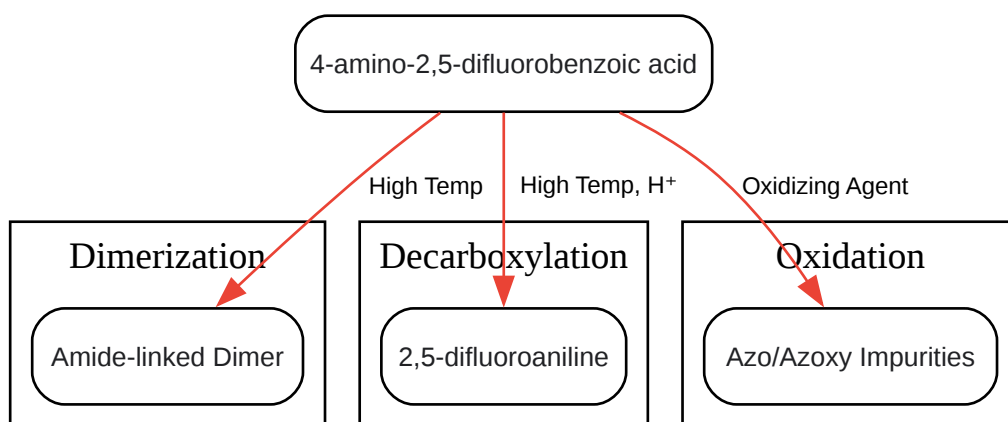 4-amino-2,5-difluorobenzoic acid
High Temp
High Temp, H⁺
Oxidizing Agent
Dimerization
Decarboxylation
Oxidation
Amide-linked Dimer
2,5-difluoroaniline
Azo/Azoxy Impurities